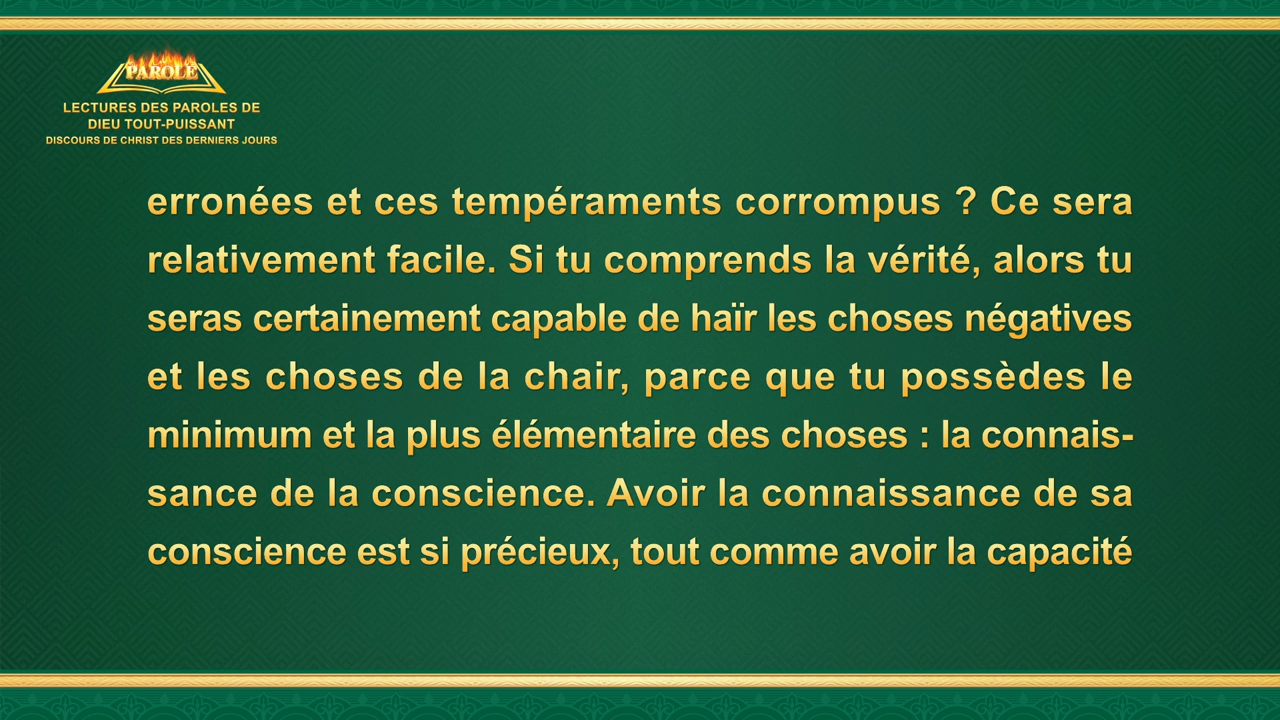 PAROLE
LECTURES DES PAROLES DE
DIEU TOUT-PUISSANT
DISCOURS DE CHRIST DES DERNIERS JOURS
erronées et ces tempéraments corrompus ? Ce sera
relativement facile. Si tu comprends la vérité, alors tu
seras certainement capable de haïr les choses négatives
et les choses de la chair, parce que tu possèdes le
minimum et la plus élémentaire des choses : la connais-
sance de la conscience. Avoir la connaissance de sa
conscience est si précieux, tout comme avoir la capacité